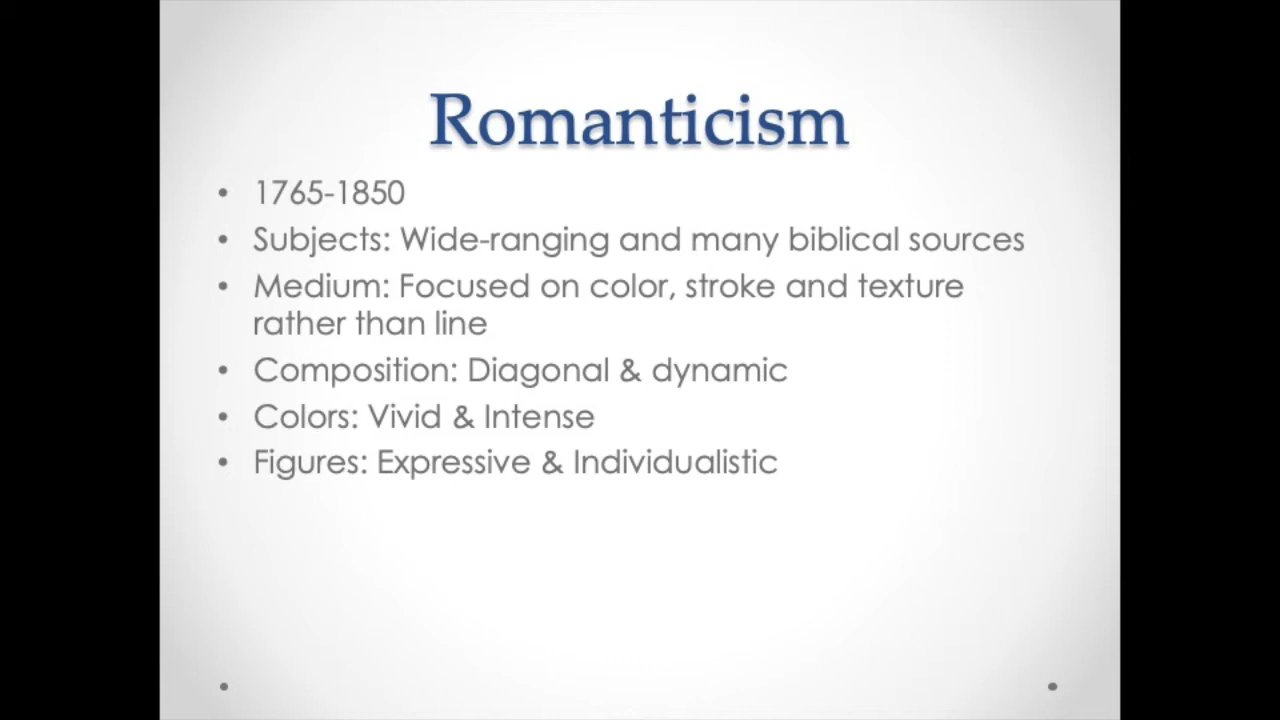 Romanticism
• 1765-1850
• Subjects: Wide-ranging and many biblical sources
• Medium: Focused on color, stroke and texture
rather than line
• Composition: Diagonal & dynamic
• Colors: Vivid & Intense
• Figures: Expressive & Individualistic